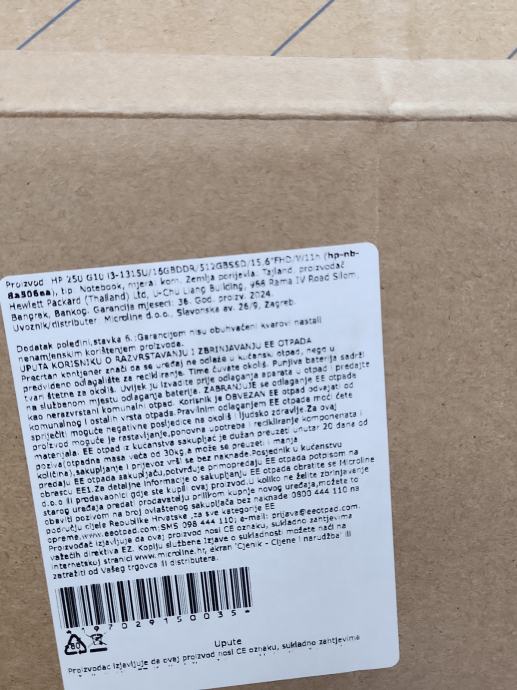 Proizvod HP 250 G10 i3-1315U/16GBDDR/512GBSSD/15.6"FHD/W11h (hp-nb-
8a306aa), tip Notebook, mjera: kom, Zemlja porijekla: Tajland, proizvođač
Hewlett Packard (Thailand) Ltd, U-Chu Liang Building, 968 Rama IV Road Silom,
Bangrak, Bankog. Garancija mjeseci: 36. God. proizv. 2024.
Uvoznik/distributer Microline d.o.o., Slavonska av. 26/9, Zagreb.
Dodatak poleđini,stavka 6.:Garancijom nisu obuhvaćeni kvarovi nastali
nenamjenskim korištenjem proizvoda.
UPUTA KORISNIKU O RAZVRSTAVANJU I ZBRINJAVANJU EE OTPADA
Precrtan kontjener znači da se uređaj ne odlaže u kućanski otpad, nego u
predviđeno odlagalište za recikliranje. Time čuvate okoliš. Punjiva baterija sadrži
tvari štetne za okoliš. Uvijek ju izvadite prije odlaganja aparata u otpad i predajte
na službenom mjestu odlaganja baterija. ZABRANJUJE se odlaganje EE otpada
kao nerazvrstani komunalni otpad. Korisnik je OBVEZAN EE otpad odvajati od
komunalnog i ostalih vrsta otpada.Pravilnim odlaganjem EE otpada moći ćete
spriječiti moguće negativne posljedice na okoliš i ljudsko zdravlje.Za ovaj
proizvod moguće je rastavljanje,ponovna upotreba i recikliranje komponenta i
materijala. EE otpad iz kućanstva sakupljač je dužan preuzeti unutar 20 dana od
poziva(otpadna masa veća od 30kg,a može se preuzeti i manja
količina),sakupljanje i prijevoz vrši se bez naknade.Posjednik u kućanstvu
predaju EE otpada sakupljaču,potvrđuje primopredaju EE otpada potpisom na
obrascu EE1.Za detaljne informacije o sakupljanju EE otpada obratite se Microline
d.o.o ili prodavaonici gdje ste kupili ovaj proizvod.U koliko ne želite zbrinjavanje
starog uređaja predati prodavatelju prilikom kupnje novog uređaja,možete to
obaviti pozivom na broj ovlaštenog sakupljača bez naknade 0800 444 110 na
području cijele Republike Hrvatske ,za sve kategorije EE
opreme,www.eeotpad.com.SMS 098 444 110; e-mail: prijava@eeotpad.com.
Proizvođač izjavljuje da ovaj proizvod nosi CE oznaku, sukladno zahtjevima
važećih direktiva EZ. Kopiju službene Izjave o sukladnosti možete naći na
internetskoj stranici www.microline.hr, ekran 'Cjenik - Cijene i narudžba' ili
zatražiti od Vašeg trgovca ili distributera.
197029150035
80
Upute
Proizvođač izjavljuje da ovaj proizvod nosi CE oznaku, sukladno zahtjevima